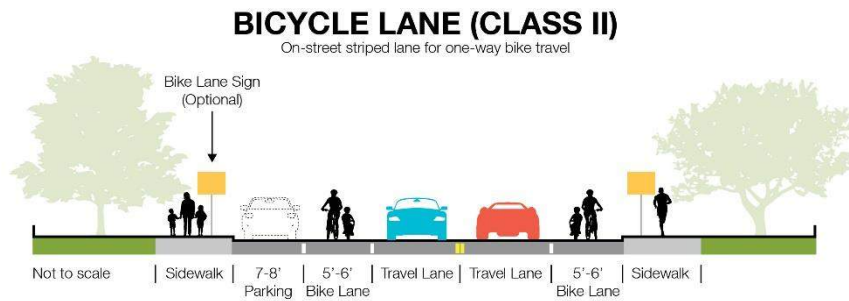 BICYCLE LANE (CLASS II)
On-street striped lane for one-way bike travel
Bike Lane Sign
(Optional)
Not to scale
Sidewalk
7-8'
Parking
5'-6'
Bike Lane
Travel Lane
Travel Lane
5'-6'
Bike Lane
Sidewalk